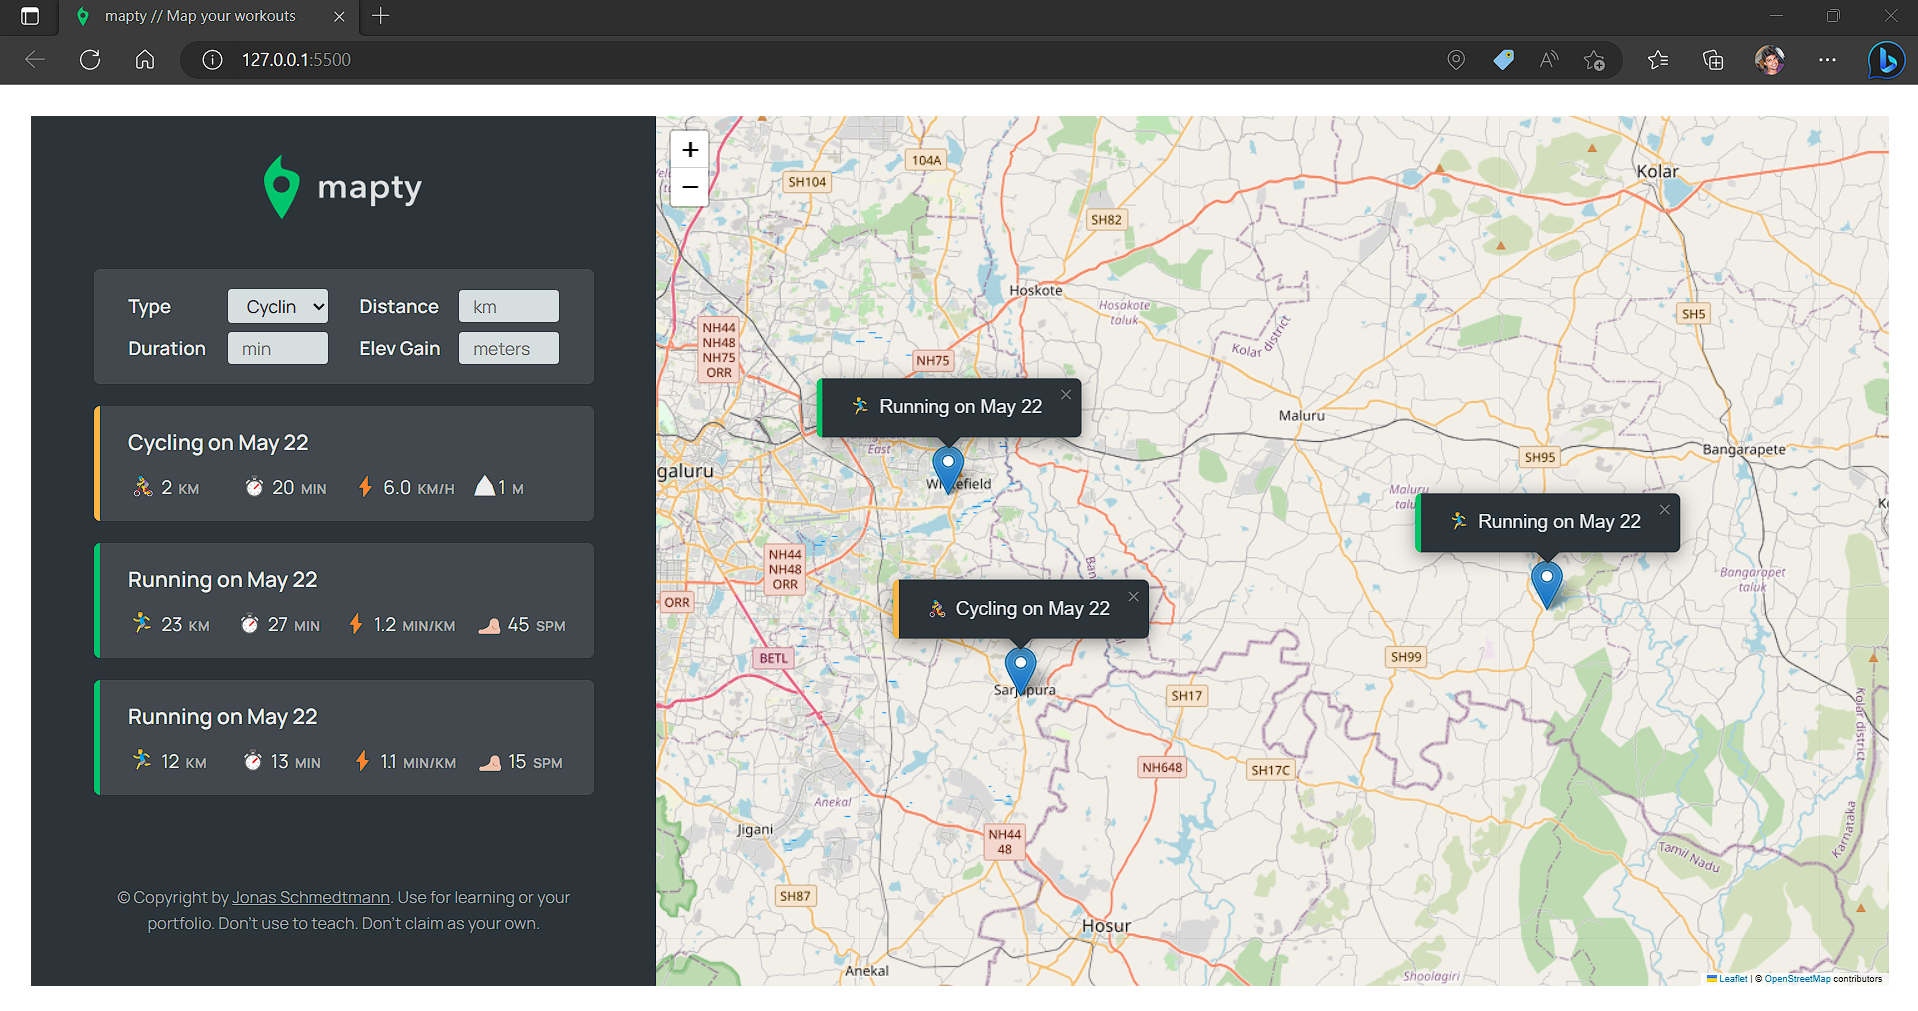 mapty // Map your workouts
127.0.0.1:5500
mapty
Type Cyclin Distance km
Duration min Elev Gain meters
Cycling on May 22
2 KM 20 MIN 6.0 KM/H 1 M
Running on May 22
23 KM 27 MIN 1.2 MIN/KM 45 SPM
Running on May 22
12 KM 13 MIN 1.1 MIN/KM 15 SPM
© Copyright by Jonas Schmedtmann. Use for learning or your
portfolio. Don't use to teach. Don't claim as your own.
+
−
104A
SH104
Kolar
SH82
Hoskote
Hosakote
taluk
SH5
NH44
NH48
NH75
ORR
Kolar district
NH75
Running on May 22
Maluru
East
Bangarapete
SH95
galuru
Maluru
Running on May 22
NH44
NH48
ORR
Bangarapet
taluk
ORR
Cycling on May 22
BETL
SH99
Sarjapura
SH17
Kolar district
NH648
SH17C
Anekal
Jigani
NH44
48
Karnataka
Tamil Nadu
SH87
Hosur
Anekal
Shoolagiri
Leaflet | © OpenStreetMap contributors